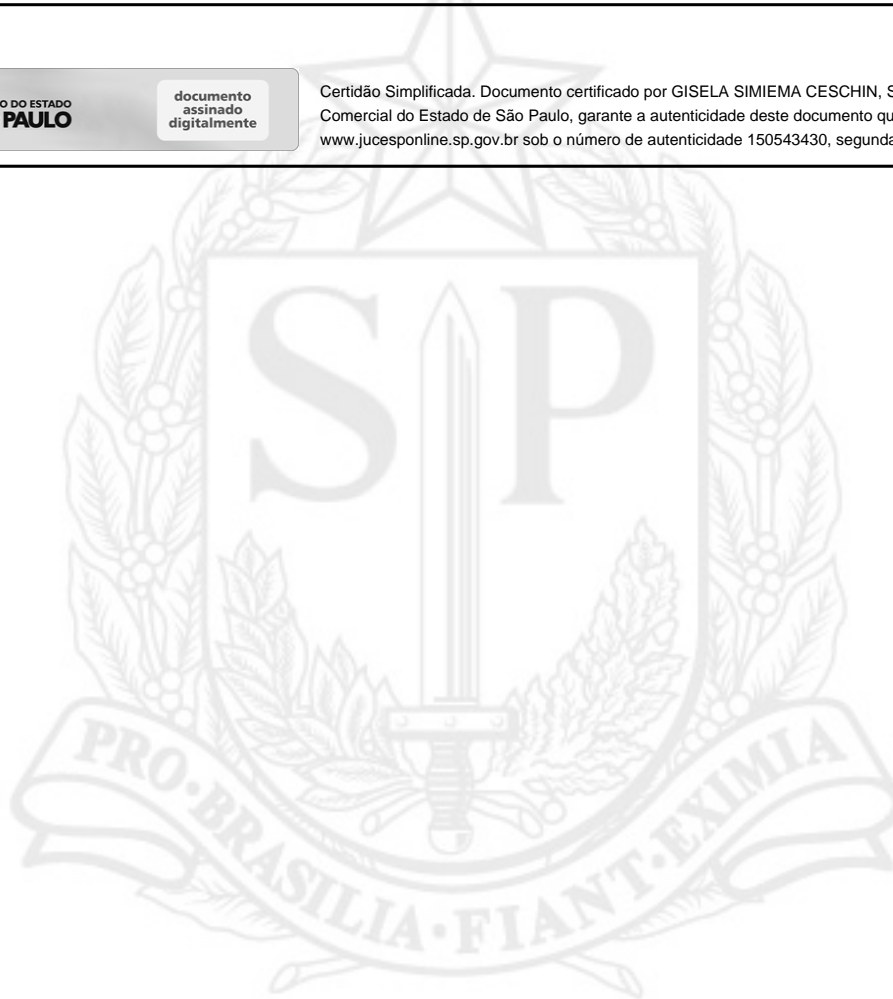 O DO ESTADO
PAULO
documento
assinado
digitalmente
Certidão Simplificada. Documento certificado por GISELA SIMIEMA CESCHIN, S
Comercial do Estado de São Paulo, garante a autenticidade deste documento qu
www.jucesponline.sp.gov.br sob o número de autenticidade 150543430, segunda
S P
PRO·BRASILIA·FIANT·EXIMIA